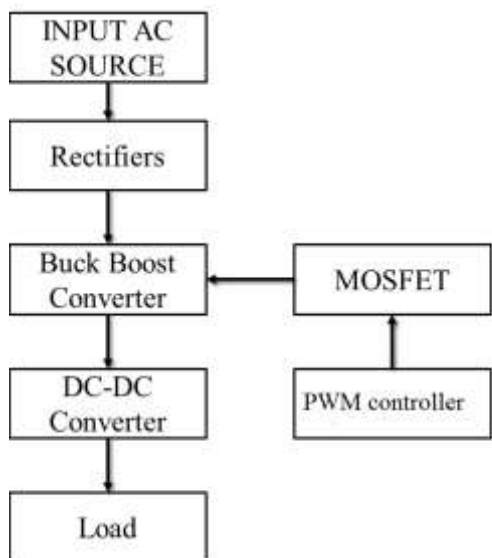 INPUT AC
SOURCE
Rectifiers
Buck Boost
Converter
MOSFET
DC-DC
Converter
PWM controller
Load